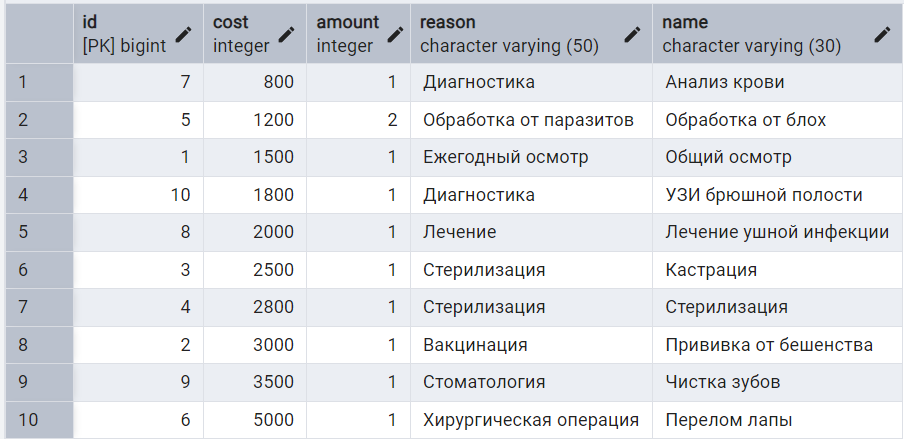 id cost amount reason name
[PK] bigint integer integer character varying (50) character varying (30)
1 7 800 1 Диагностика Анализ крови
2 5 1200 2 Обработка от паразитов Обработка от блох
3 1 1500 1 Ежегодный осмотр Общий осмотр
4 10 1800 1 Диагностика УЗИ брюшной полости
5 8 2000 1 Лечение Лечение ушной инфекции
6 3 2500 1 Стерилизация Кастрация
7 4 2800 1 Стерилизация Стерилизация
8 2 3000 1 Вакцинация Прививка от бешенства
9 9 3500 1 Стоматология Чистка зубов
10 6 5000 1 Хирургическая операция Перелом лапы